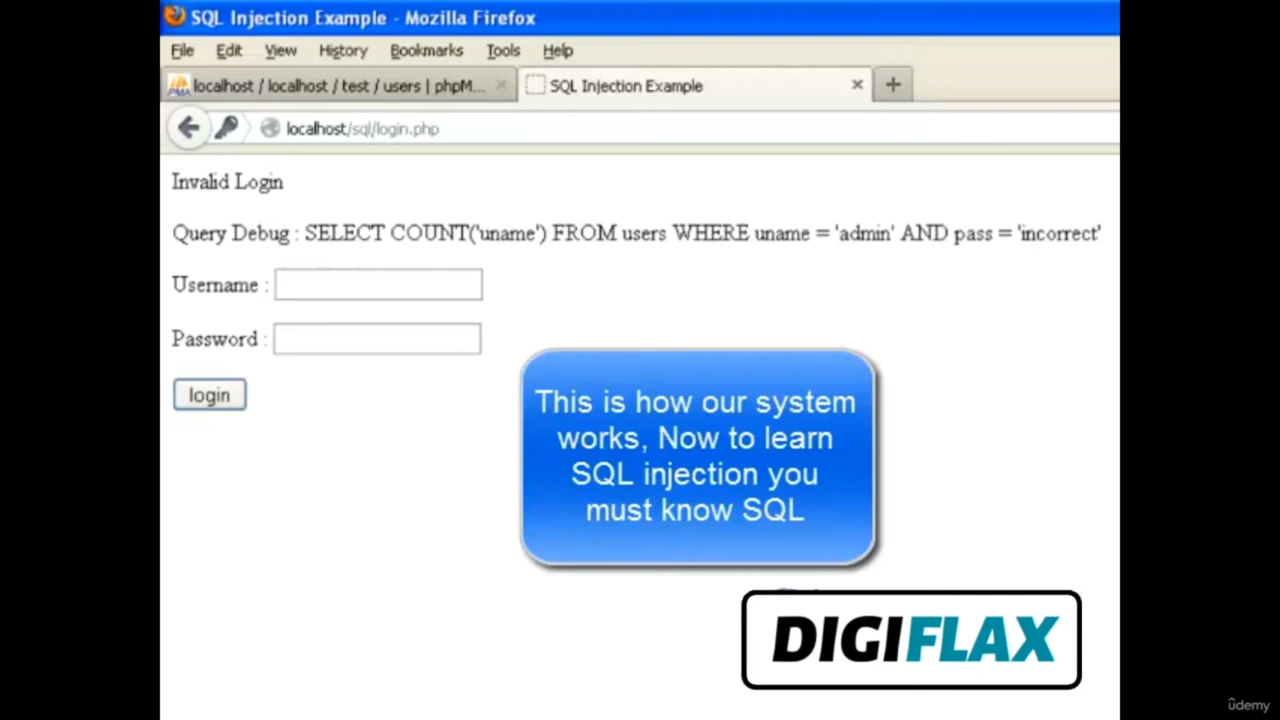 SQL Injection Example - Mozilla Firefox
File Edit View History Bookmarks Tools Help
localhost / localhost / test / users | phpM... SQL Injection Example
localhost/sql/login.php
Invalid Login
Query Debug : SELECT COUNT('uname') FROM users WHERE uname = 'admin' AND pass = 'incorrect'
Username :
Password :
login
This is how our system
works, Now to learn
SQL injection you
must know SQL
DIGIFLAX
ûdemy